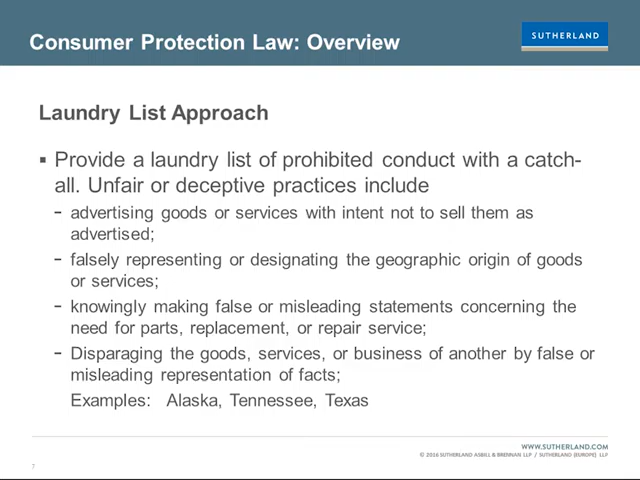 Consumer Protection Law: Overview
SUTHERLAND
Laundry List Approach
▪ Provide a laundry list of prohibited conduct with a catch-
all. Unfair or deceptive practices include
- advertising goods or services with intent not to sell them as
advertised;
- falsely representing or designating the geographic origin of goods
or services;
- knowingly making false or misleading statements concerning the
need for parts, replacement, or repair service;
- Disparaging the goods, services, or business of another by false or
misleading representation of facts;
Examples: Alaska, Tennessee, Texas
WWW.SUTHERLAND.COM
© 2016 SUTHERLAND ASBILL & BRENNAN LLP / SUTHERLAND (EUROPE) LLP
7